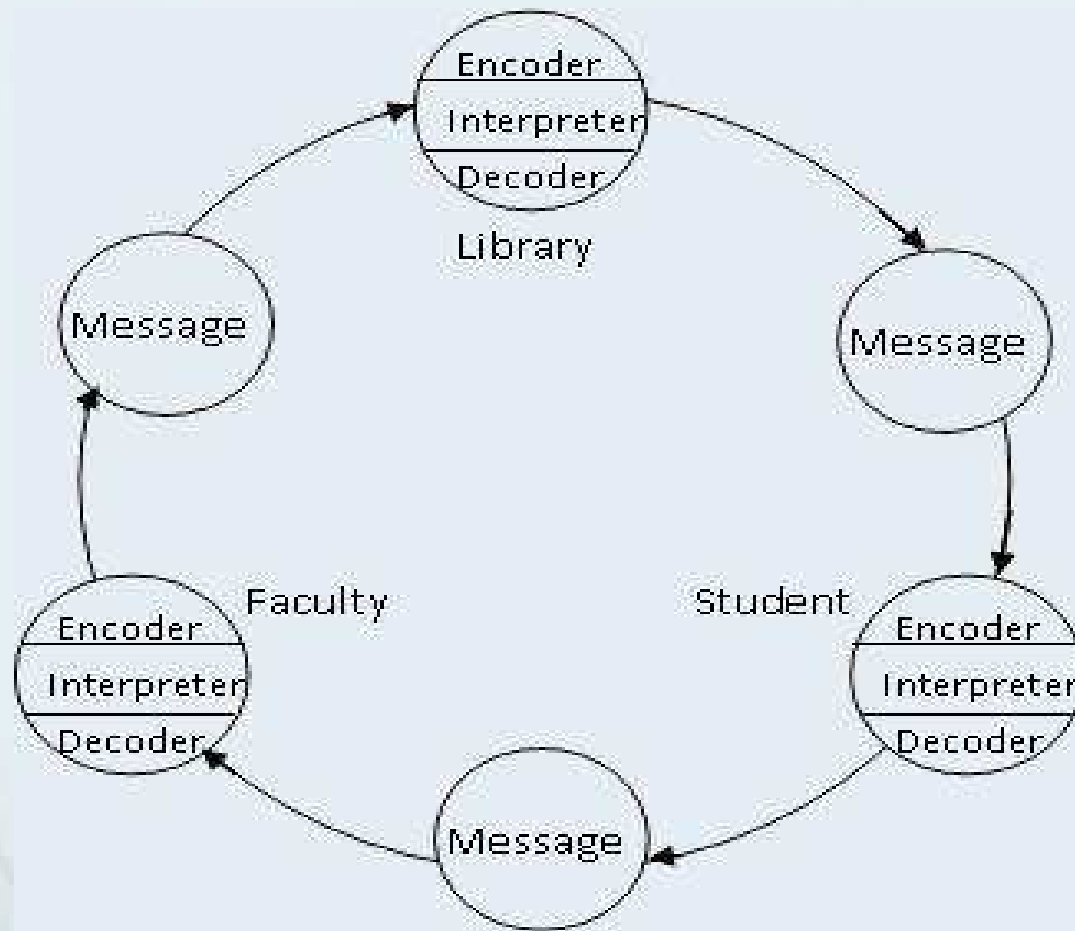 Encoder
Interpreter
Decoder
Library
Message
Message
Faculty
Student
Encoder
Interpreter
Decoder
Encoder
Interpreter
Decoder
Message